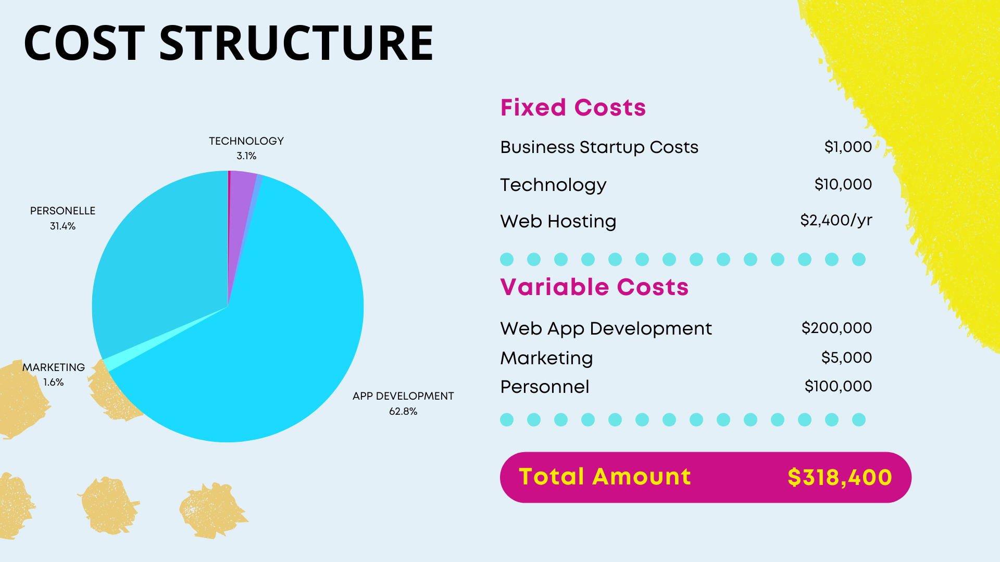 COST STRUCTURE
TECHNOLOGY
3.1%
PERSONELLE
31.4%
MARKETING
1.6%
APP DEVELOPMENT
62.8%
Fixed Costs
Business Startup Costs $1,000
Technology $10,000
Web Hosting $2,400/yr
Variable Costs
Web App Development $200,000
Marketing $5,000
Personnel $100,000
Total Amount $318,400